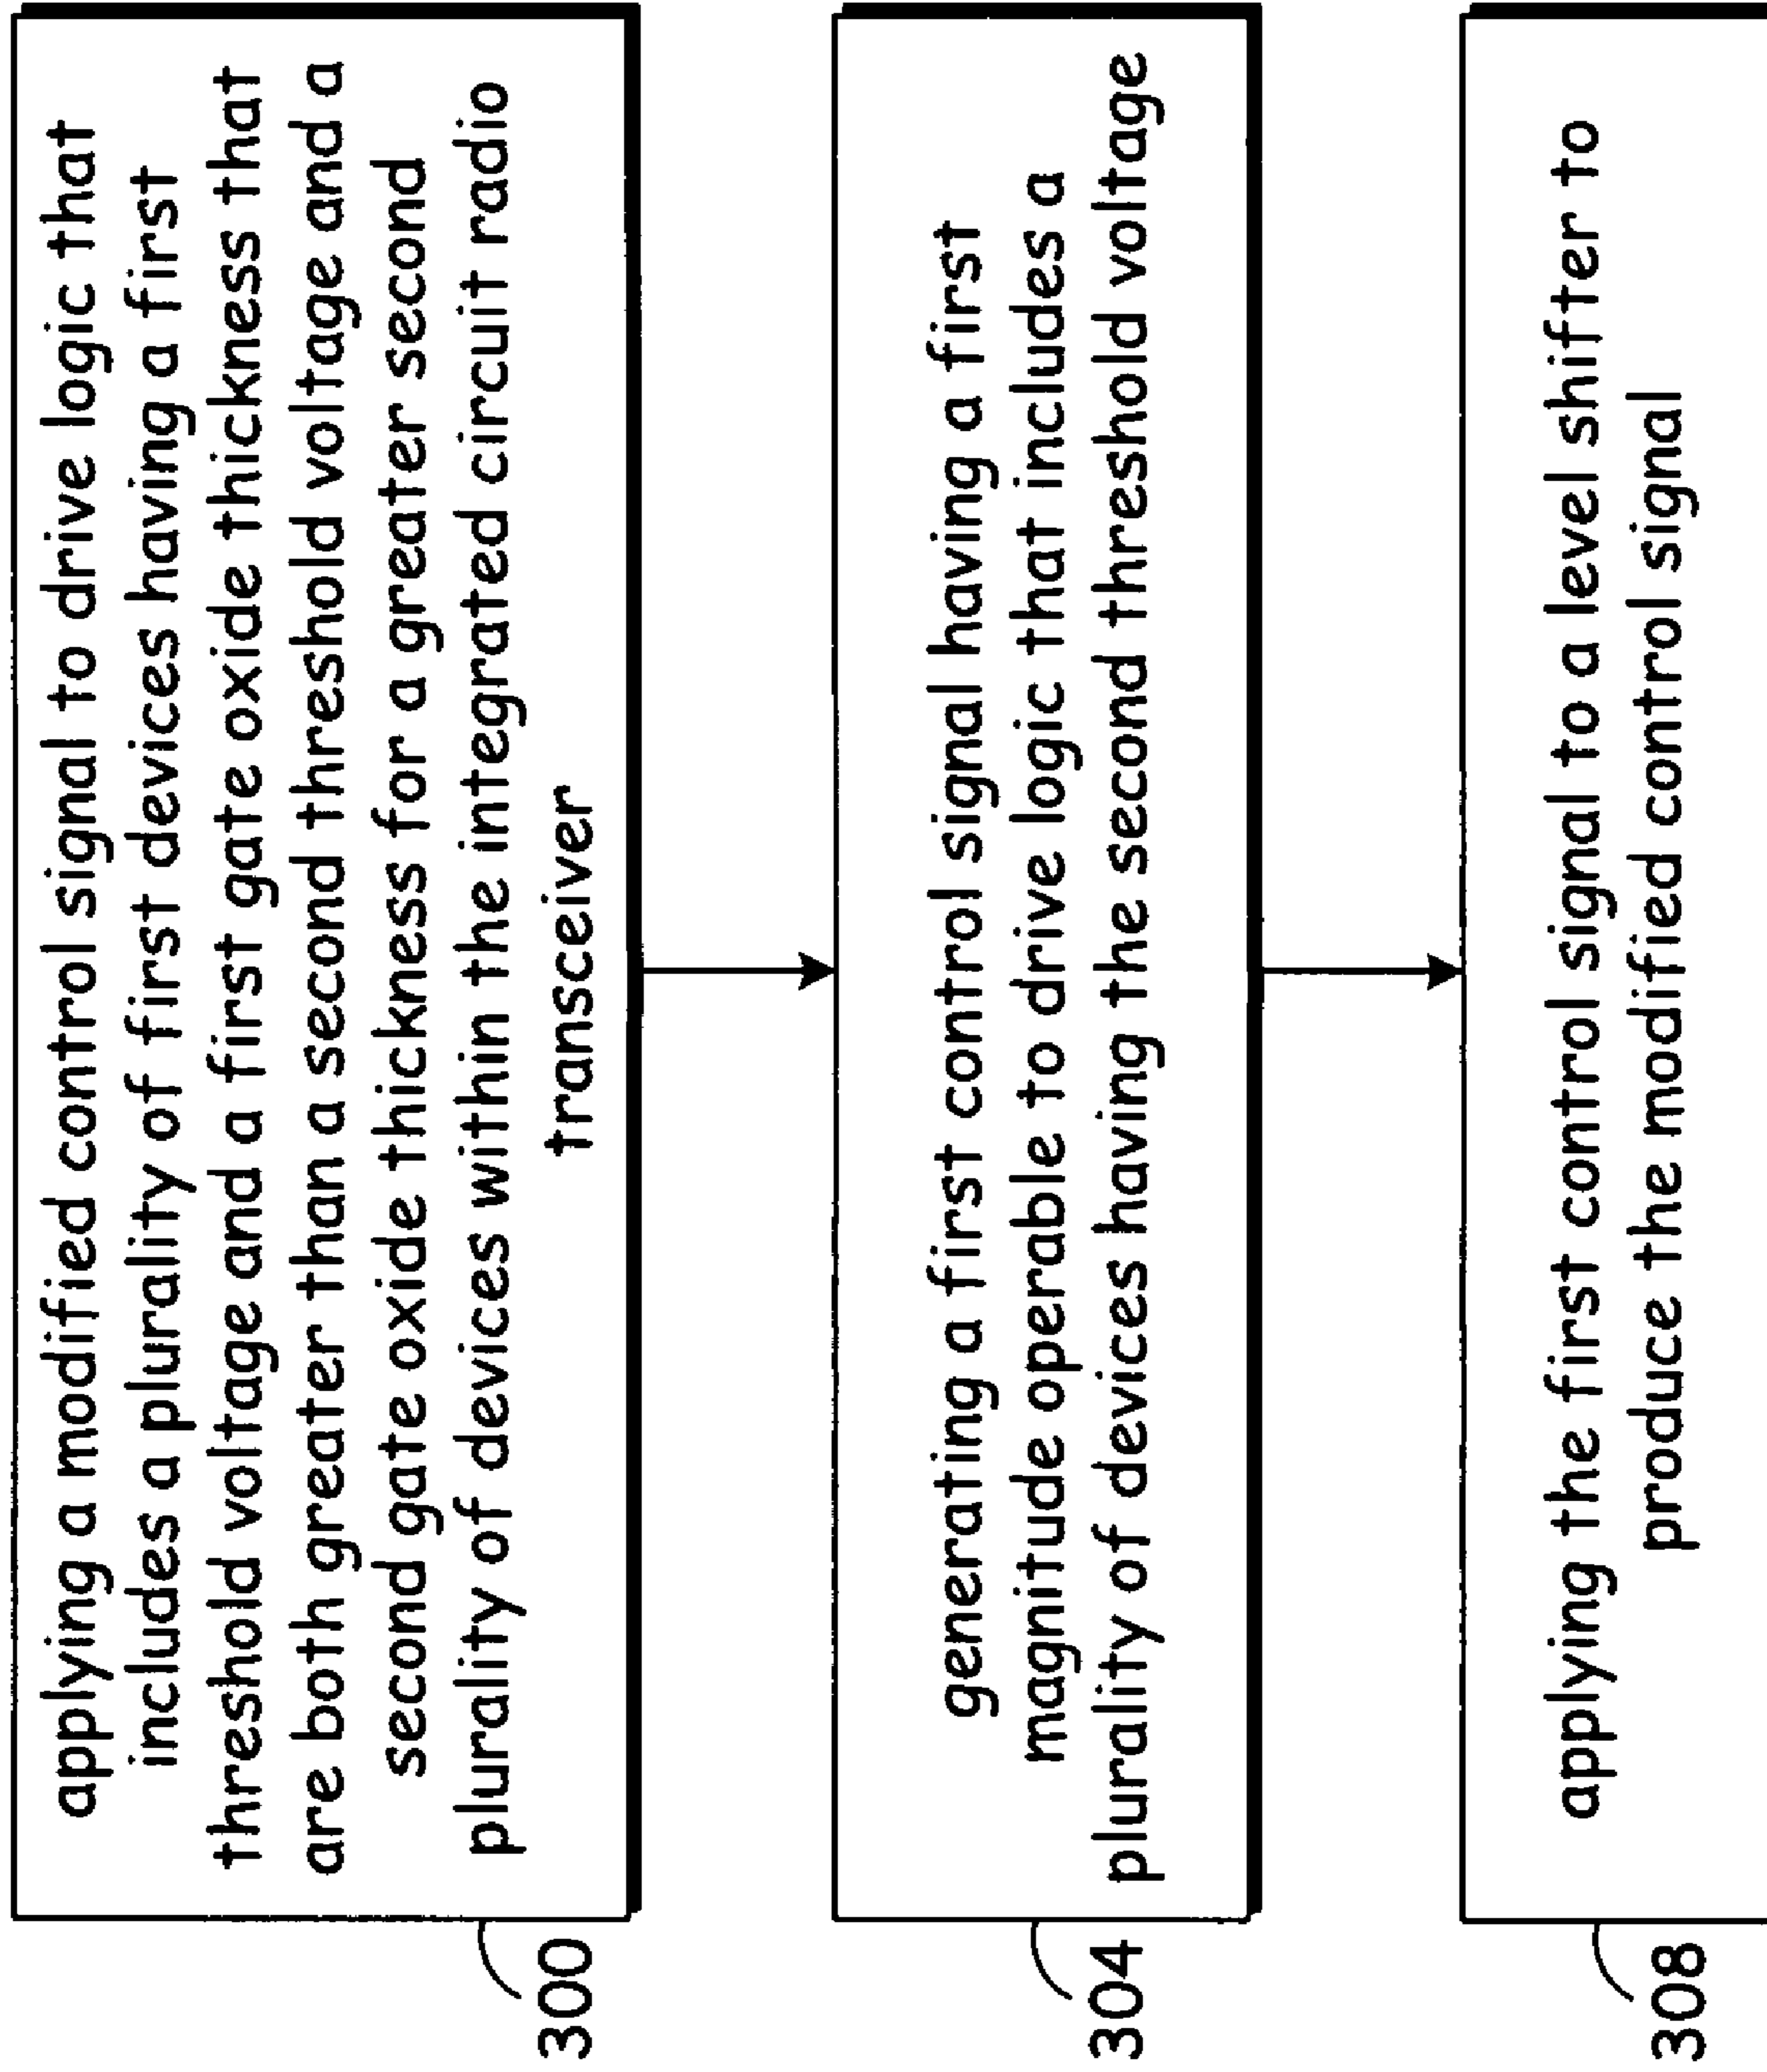 applying a modified control signal to drive logic that
includes a plurality of first devices having a first
threshold voltage and a first gate oxide thickness that
are both greater than a second threshold voltage and a
second gate oxide thickness for a greater second
plurality of devices within the integrated circuit radio
transceiver
300
generating a first control signal having a first
magnitude operable to drive logic that includes a
plurality of devices having the second threshold voltage
304
applying the first control signal to a level shifter to
produce the modified control signal
308